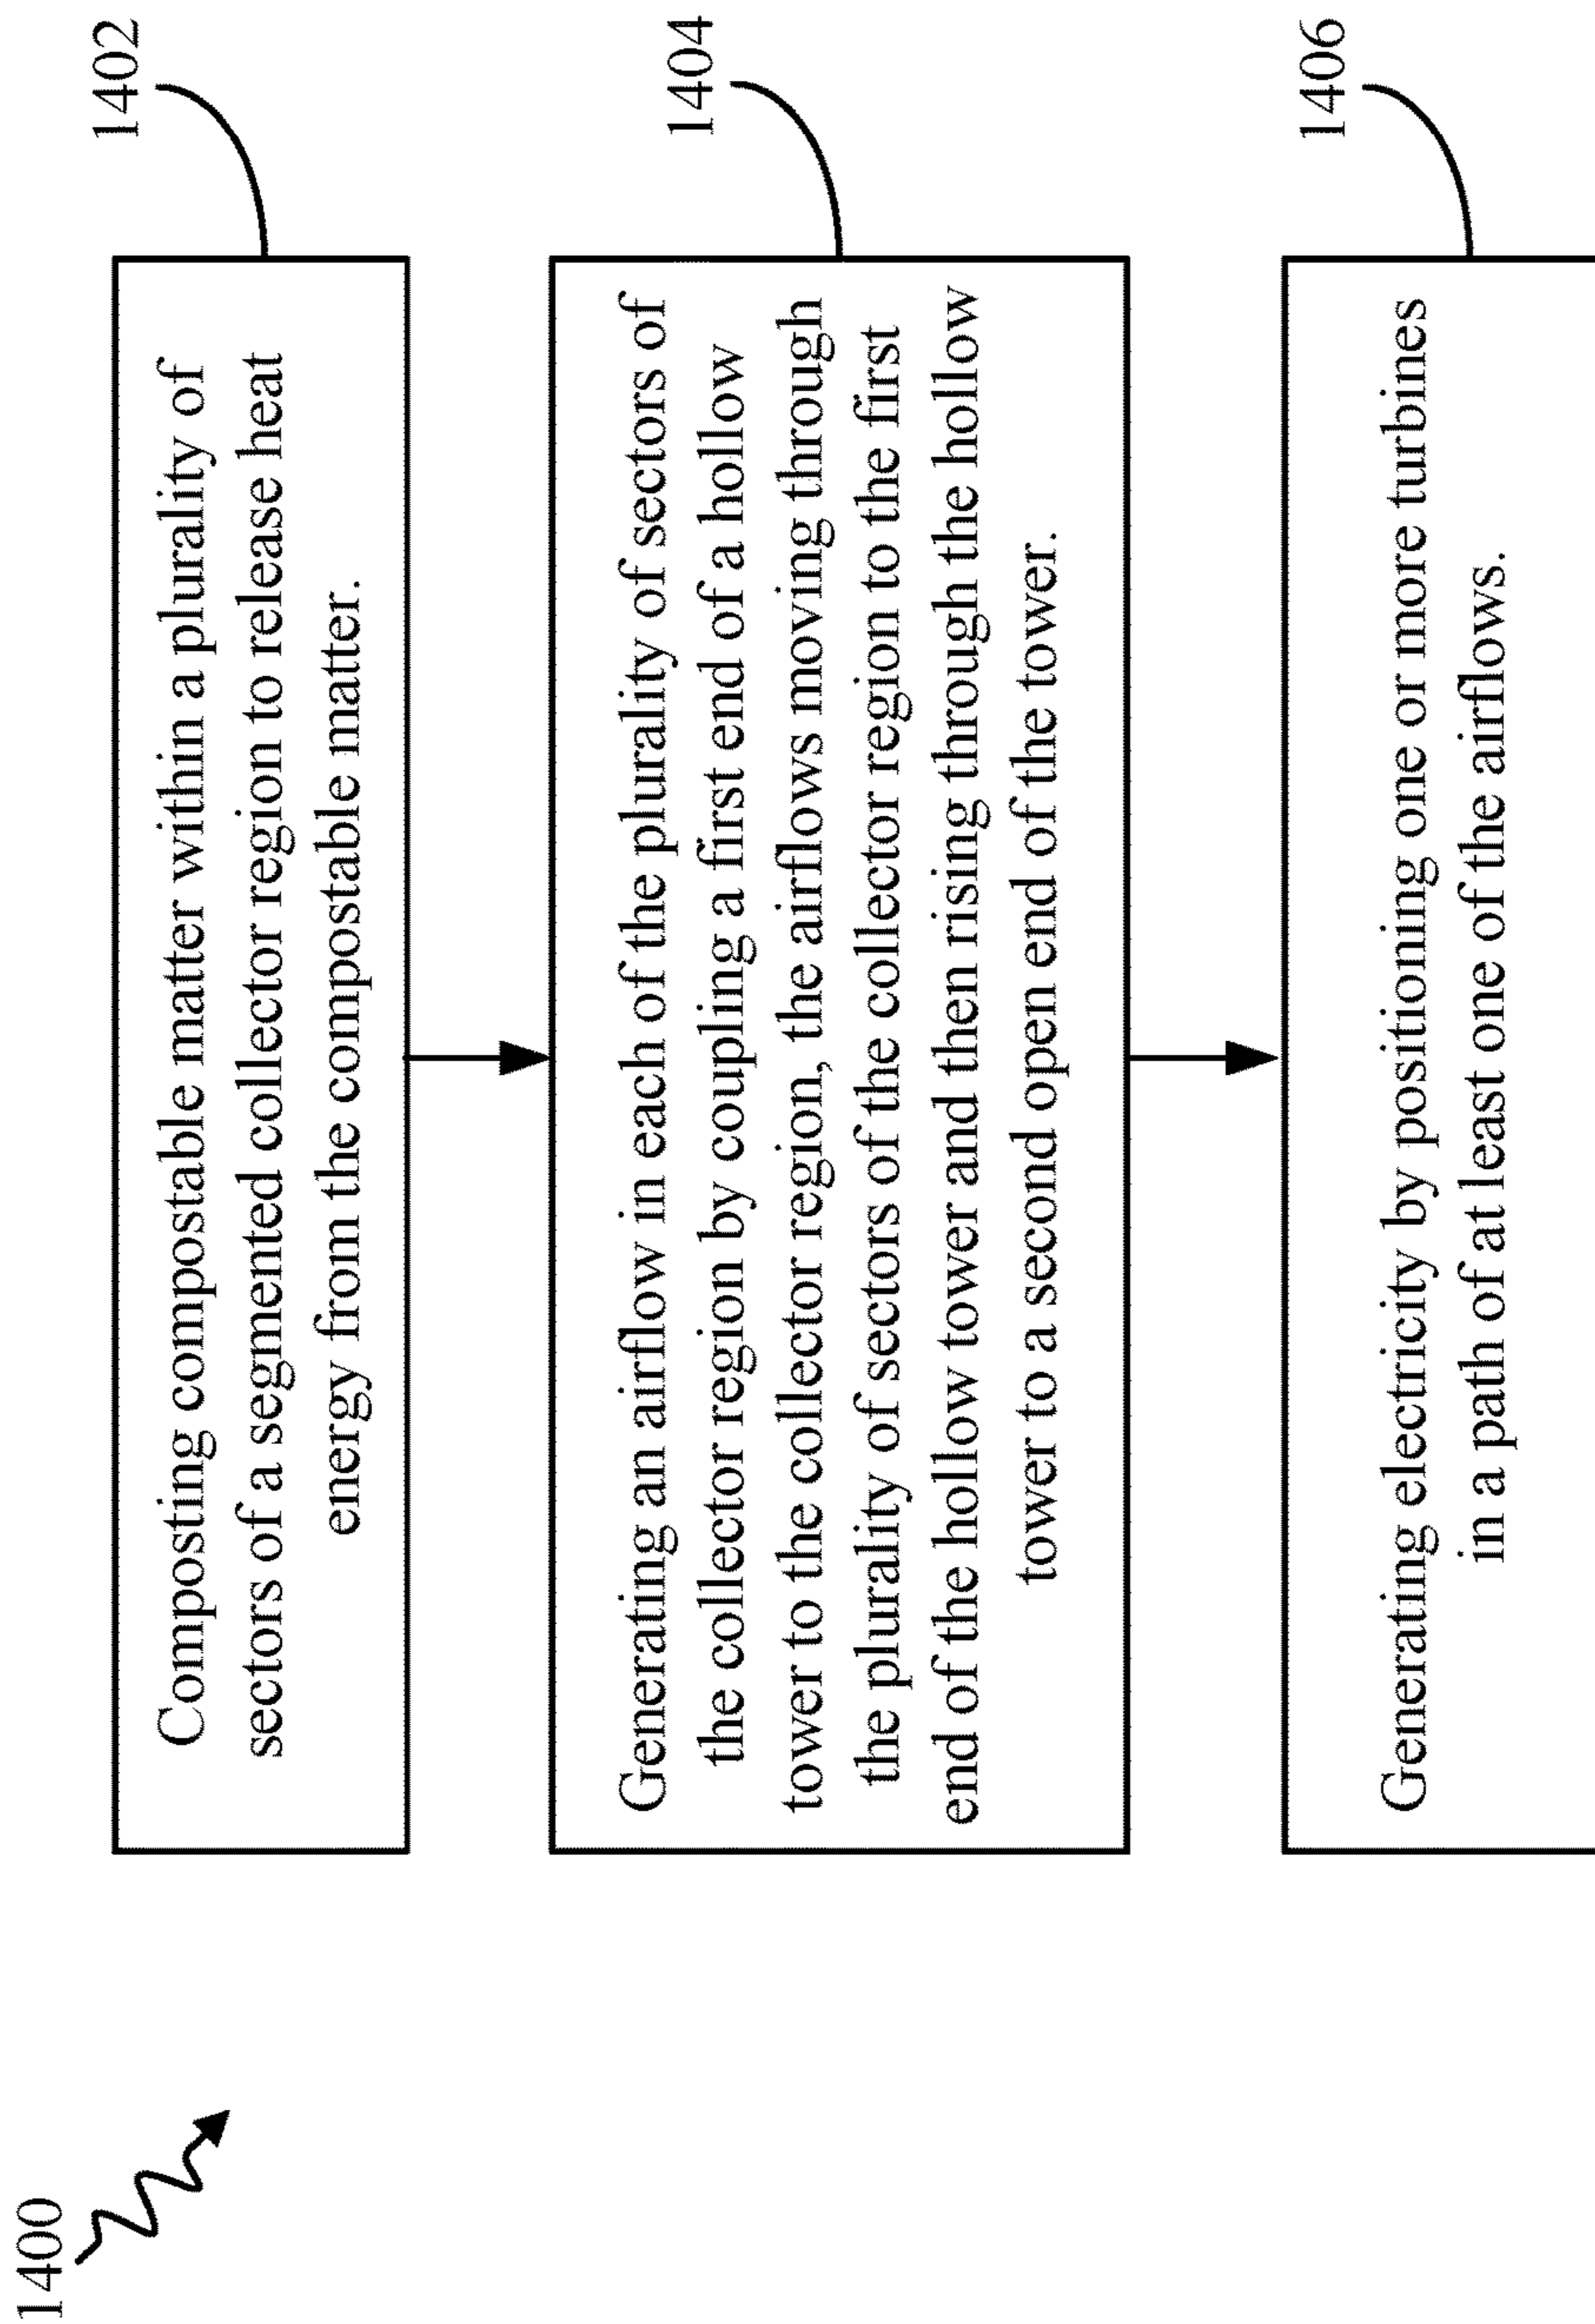 1400
1402
Composting compostable matter within a plurality of
sectors of a segmented collector region to release heat
energy from the compostable matter.
1404
Generating an airflow in each of the plurality of sectors of
the collector region by coupling a first end of a hollow
tower to the collector region, the airflows moving through
the plurality of sectors of the collector region to the first
end of the hollow tower and then rising through the hollow
tower to a second open end of the tower.
1406
Generating electricity by positioning one or more turbines
in a path of at least one of the airflows.